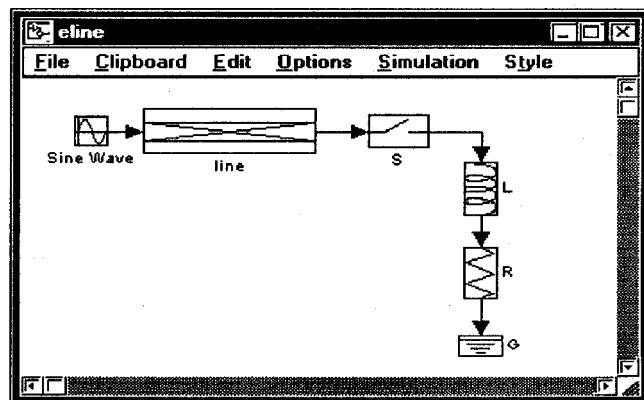 eline
File Clipboard Edit Options Simulation Style
Sine Wave
line
S
L
R
G